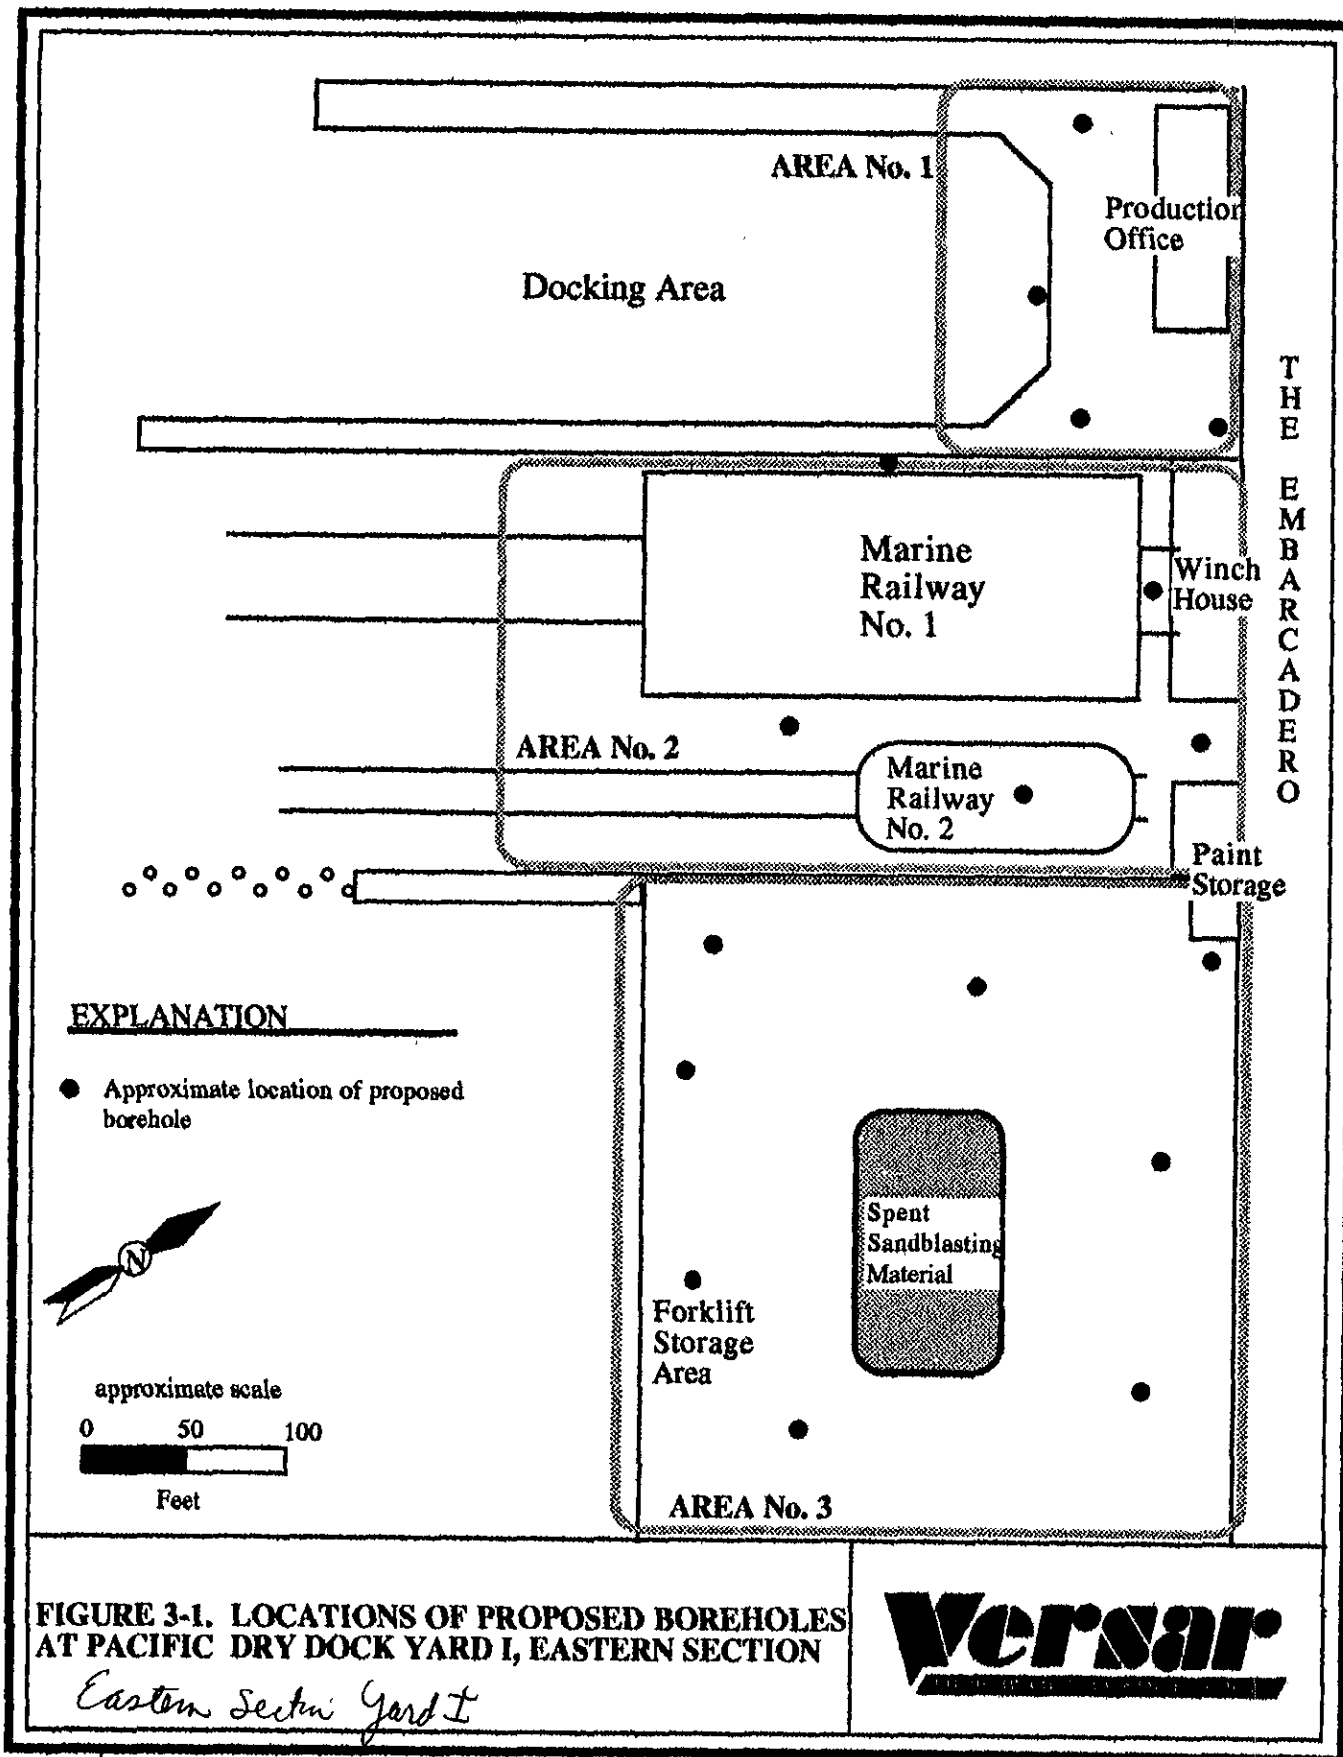 AREA No. 1
Production
Office
Docking Area
THE EMBARCADERO
Marine
Railway
No. 1
Winch
House
AREA No. 2
Marine
Railway
No. 2
Paint
Storage
EXPLANATION
Approximate location of proposed
borehole
N
Spent
Sandblasting
Material
Forklift
Storage
Area
approximate scale
0 50 100
Feet
AREA No. 3
FIGURE 3-1. LOCATIONS OF PROPOSED BOREHOLES
AT PACIFIC DRY DOCK YARD I, EASTERN SECTION
Eastern Section Yard I
Versar